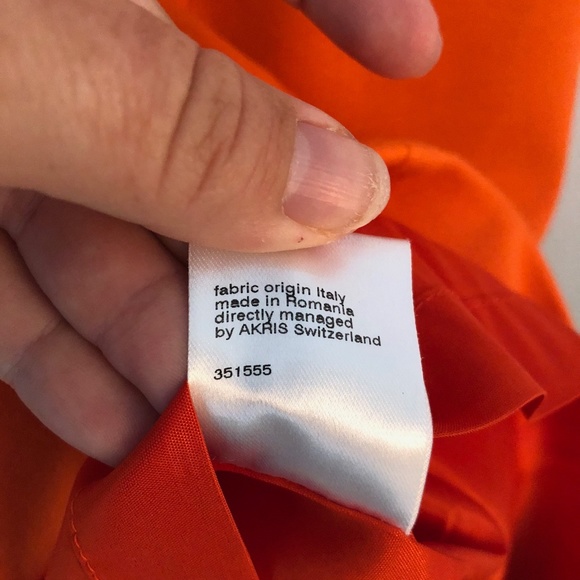 fabric origin Italy
made in Romania
directly managed
by AKRIS Switzerland
351555